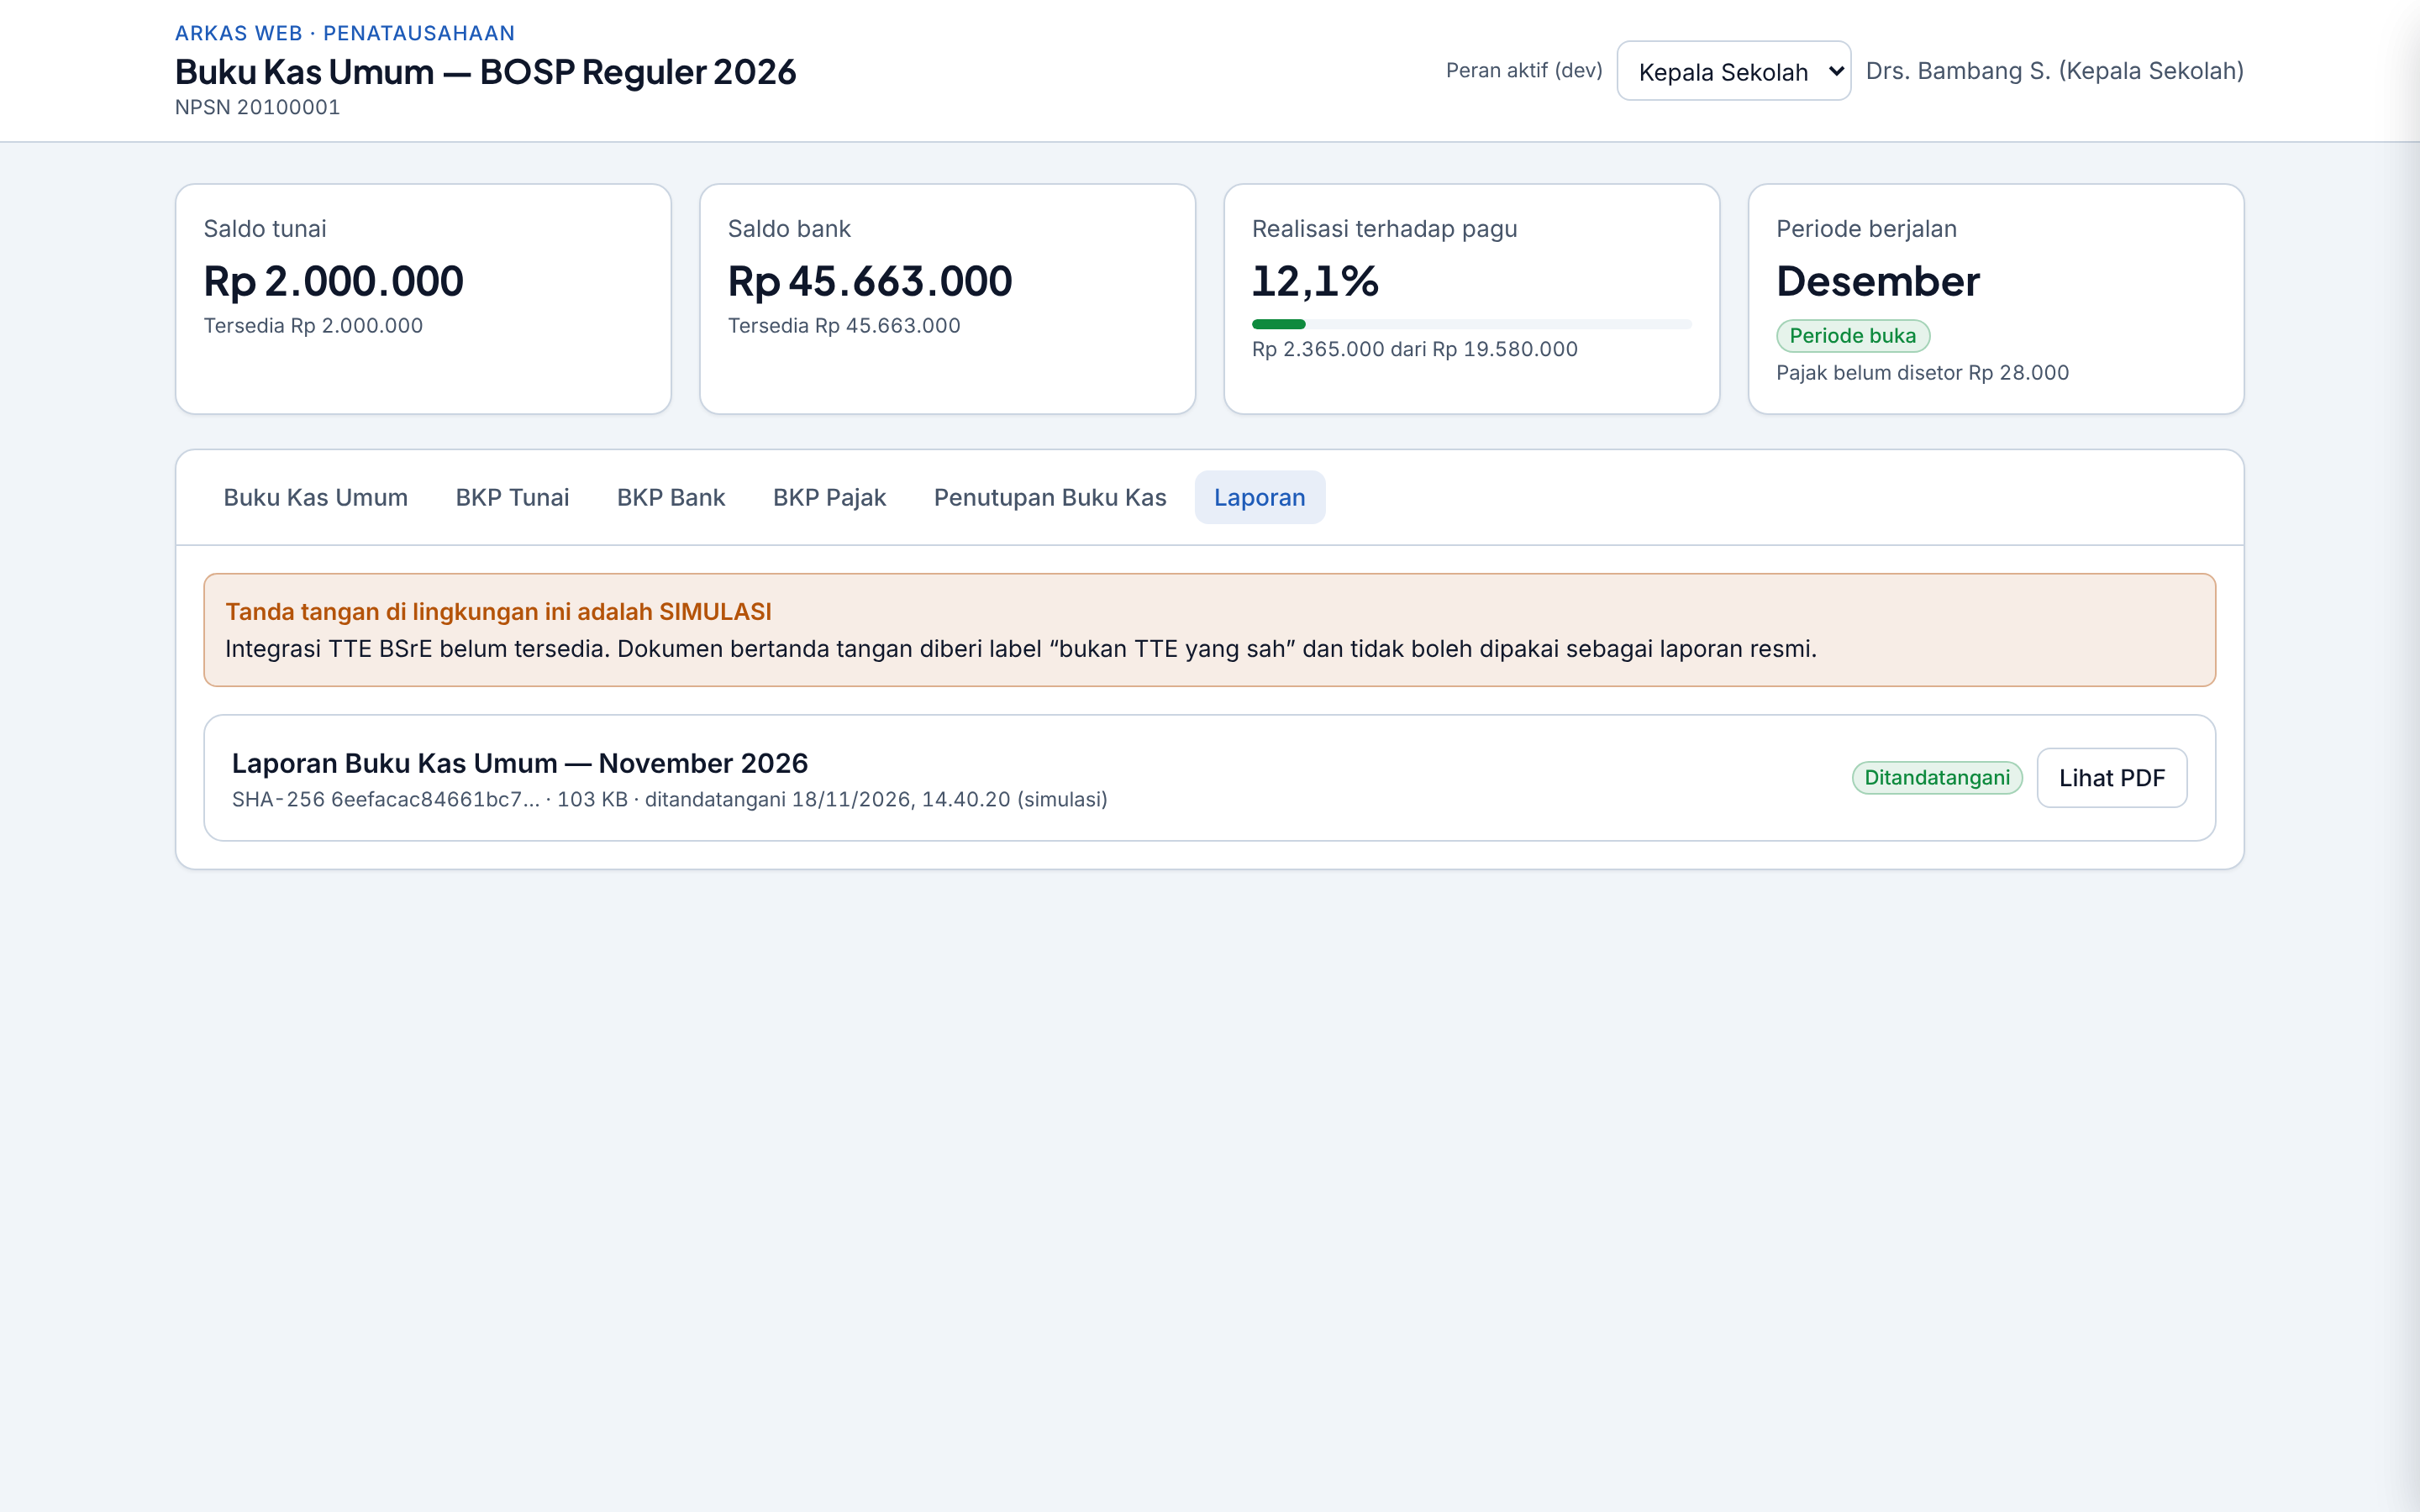 ARKAS WEB · PENATAUSAHAAN
Buku Kas Umum — BOSP Reguler 2026
NPSN 20100001
Peran aktif (dev)
Kepala Sekolah
Drs. Bambang S. (Kepala Sekolah)
Saldo tunai
Rp 2.000.000
Tersedia Rp 2.000.000
Saldo bank
Rp 45.663.000
Tersedia Rp 45.663.000
Realisasi terhadap pagu
12,1%
Rp 2.365.000 dari Rp 19.580.000
Periode berjalan
Desember
Periode buka
Pajak belum disetor Rp 28.000
Buku Kas Umum
BKP Tunai
BKP Bank
BKP Pajak
Penutupan Buku Kas
Laporan
Tanda tangan di lingkungan ini adalah SIMULASI
Integrasi TTE BSrE belum tersedia. Dokumen bertanda tangan diberi label “bukan TTE yang sah” dan tidak boleh dipakai sebagai laporan resmi.
Laporan Buku Kas Umum — November 2026
SHA-256 6eefacac84661bc7… · 103 KB · ditandatangani 18/11/2026, 14.40.20 (simulasi)
Ditandatangani
Lihat PDF